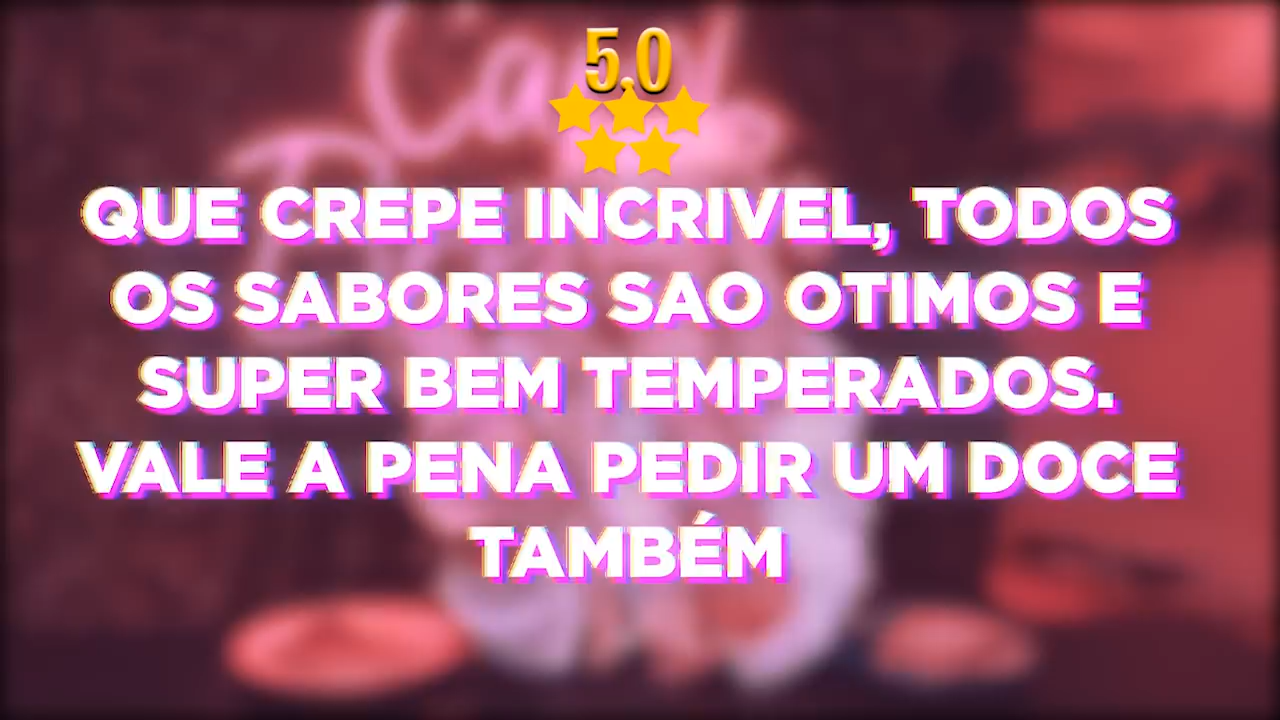 5.0
QUE CREPE INCRIVEL, TODOS
OS SABORES SAO OTIMOS E
SUPER BEM TEMPERADOS.
VALE A PENA PEDIR UM DOCE
TAMBÉM